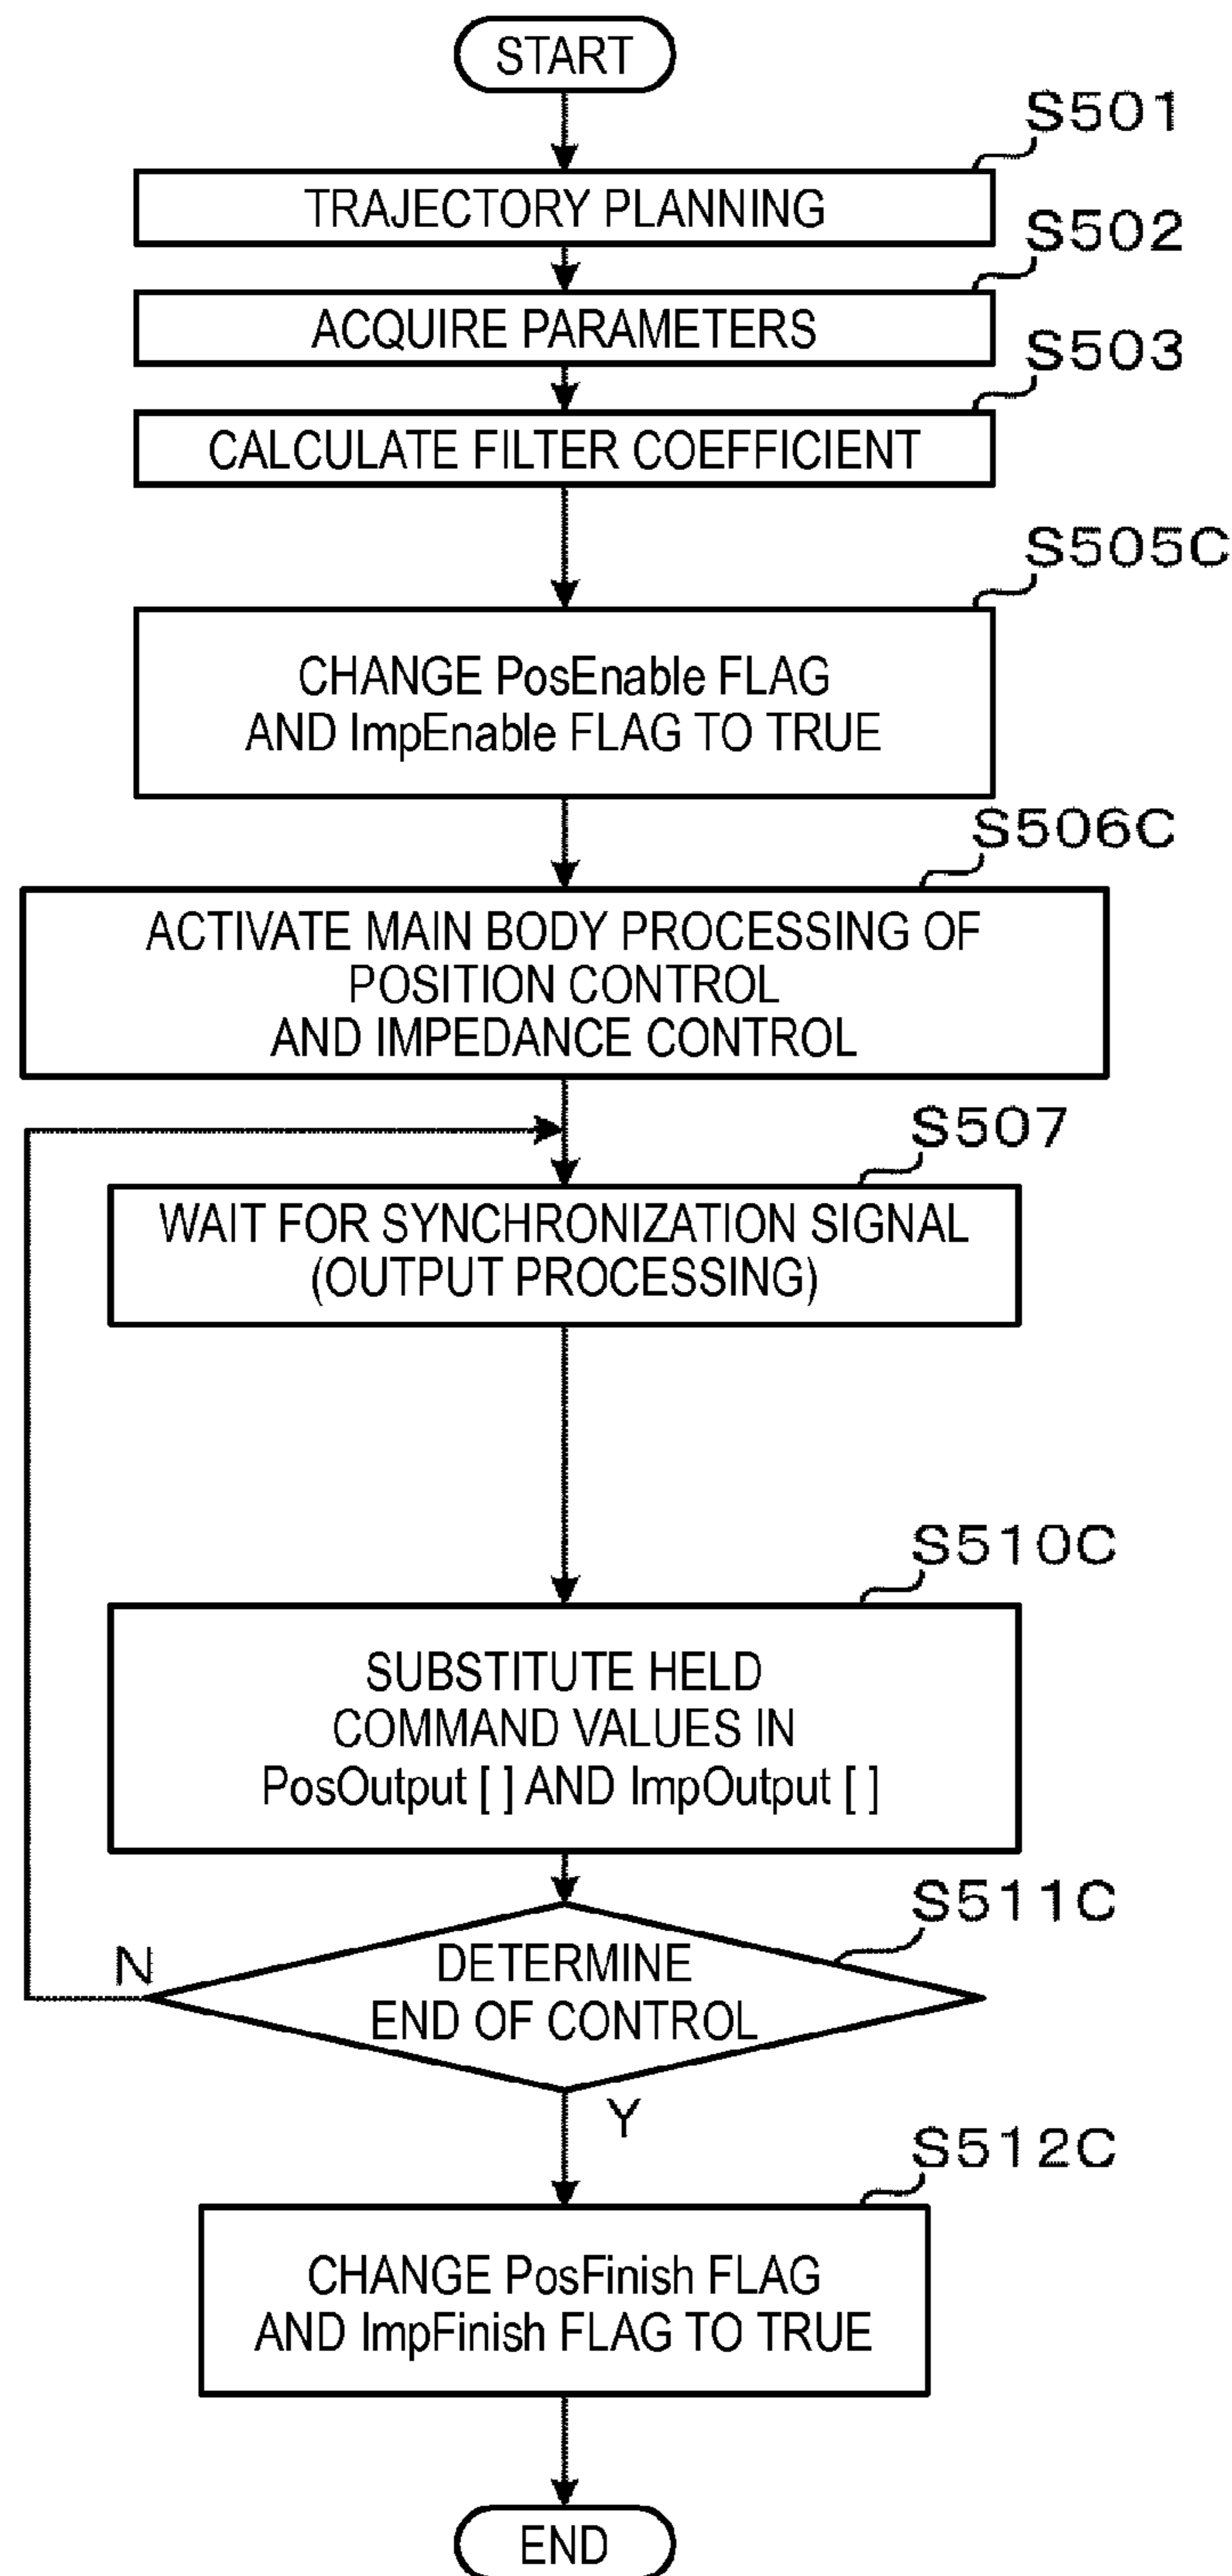 START
S501
TRAJECTORY PLANNING
S502
ACQUIRE PARAMETERS
S503
CALCULATE FILTER COEFFICIENT
S505C
CHANGE PosEnable FLAG
AND ImpEnable FLAG TO TRUE
S506C
ACTIVATE MAIN BODY PROCESSING OF
POSITION CONTROL
AND IMPEDANCE CONTROL
S507
WAIT FOR SYNCHRONIZATION SIGNAL
(OUTPUT PROCESSING)
S510C
SUBSTITUTE HELD
COMMAND VALUES IN
PosOutput [ ] AND ImpOutput [ ]
S511C
N
DETERMINE
END OF CONTROL
Y
S512C
CHANGE PosFinish FLAG
AND ImpFinish FLAG TO TRUE
END